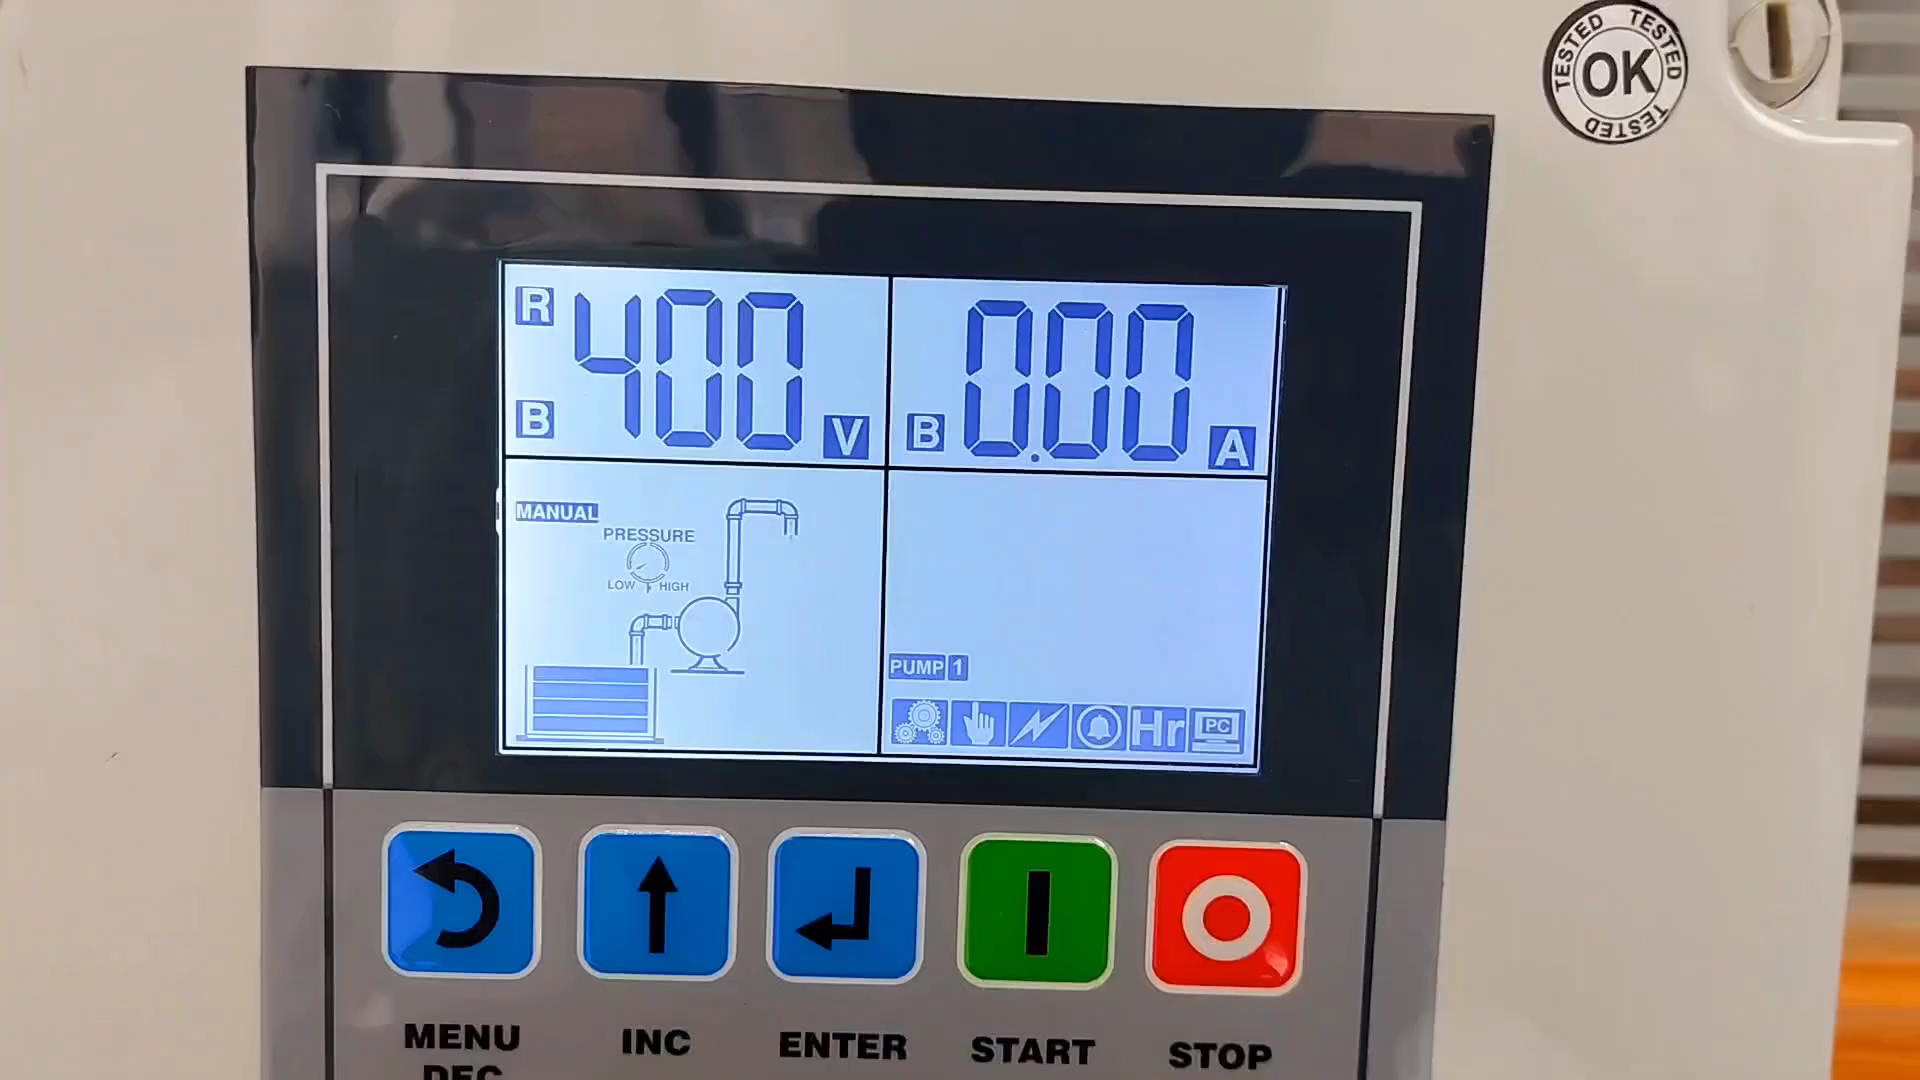 TESTED TESTED TESTED
OK
R 400 B V
B 0.00 A
MANUAL
PRESSURE
LOW HIGH
PUMP 1
Hr PC
MENU INC ENTER START STOP
DEC